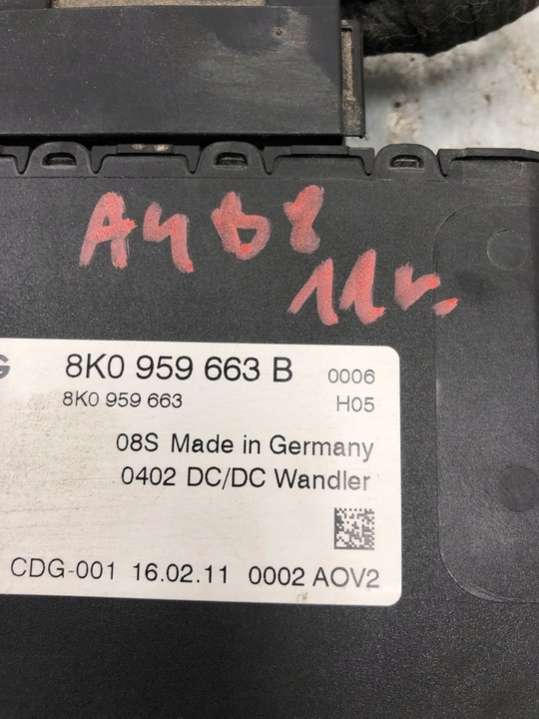 A4 B8
11r.
G
8K0 959 663 B 0006
8K0 959 663 H05
08S Made in Germany
0402 DC/DC Wandler
CDG-001 16.02.11 0002 AOV2